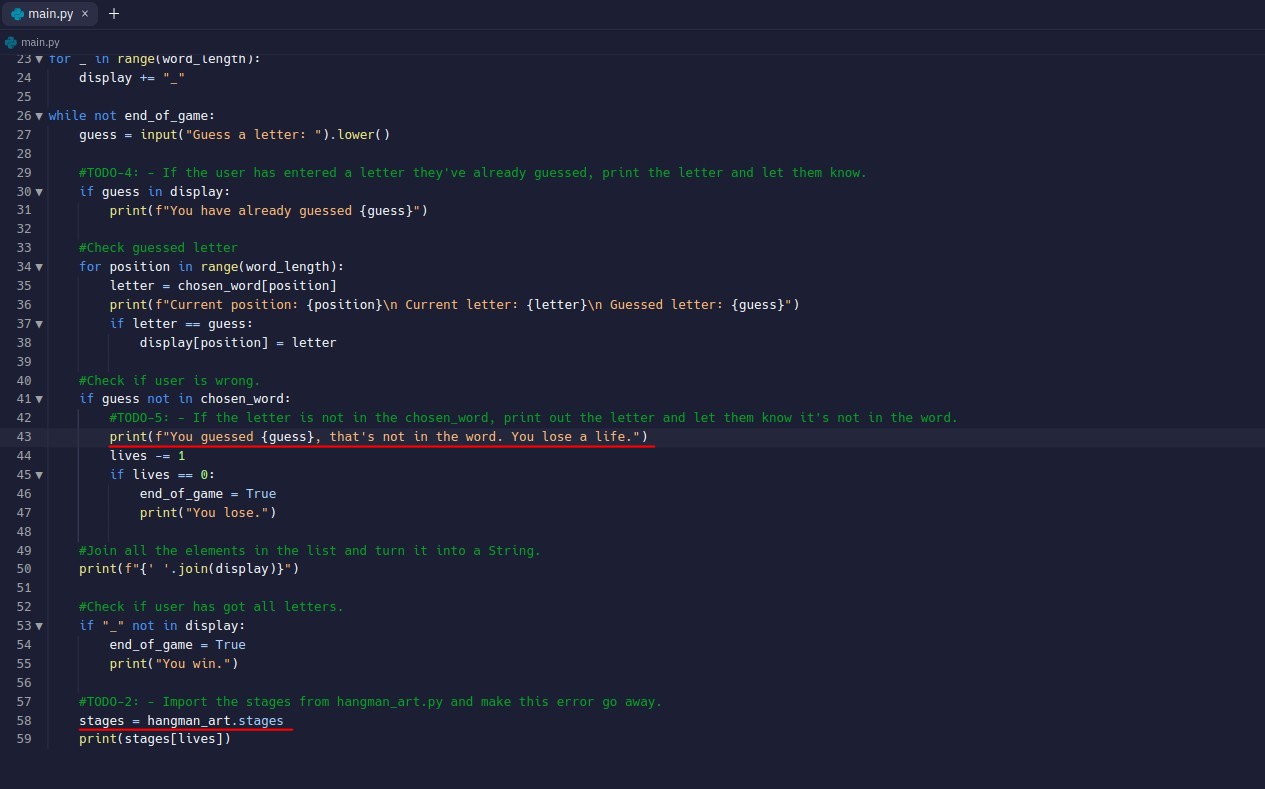 main.py × +
main.py
23 for _ in range(word_length):
24     display += "_"
25
26 while not end_of_game:
27     guess = input("Guess a letter: ").lower()
28
29     #TODO-4: - If the user has entered a letter they've already guessed, print the letter and let them know.
30     if guess in display:
31         print(f"You have already guessed {guess}")
32
33     #Check guessed letter
34     for position in range(word_length):
35         letter = chosen_word[position]
36         print(f"Current position: {position}\n Current letter: {letter}\n Guessed letter: {guess}")
37         if letter == guess:
38             display[position] = letter
39
40     #Check if user is wrong.
41     if guess not in chosen_word:
42         #TODO-5: - If the letter is not in the chosen_word, print out the letter and let them know it's not in the word.
43         print(f"You guessed {guess}, that's not in the word. You lose a life.")
44         lives -= 1
45         if lives == 0:
46             end_of_game = True
47             print("You lose.")
48
49     #Join all the elements in the list and turn it into a String.
50     print(f"{' '.join(display)}")
51
52     #Check if user has got all letters.
53     if "_" not in display:
54         end_of_game = True
55         print("You win.")
56
57     #TODO-2: - Import the stages from hangman_art.py and make this error go away.
58     stages = hangman_art.stages
59     print(stages[lives])